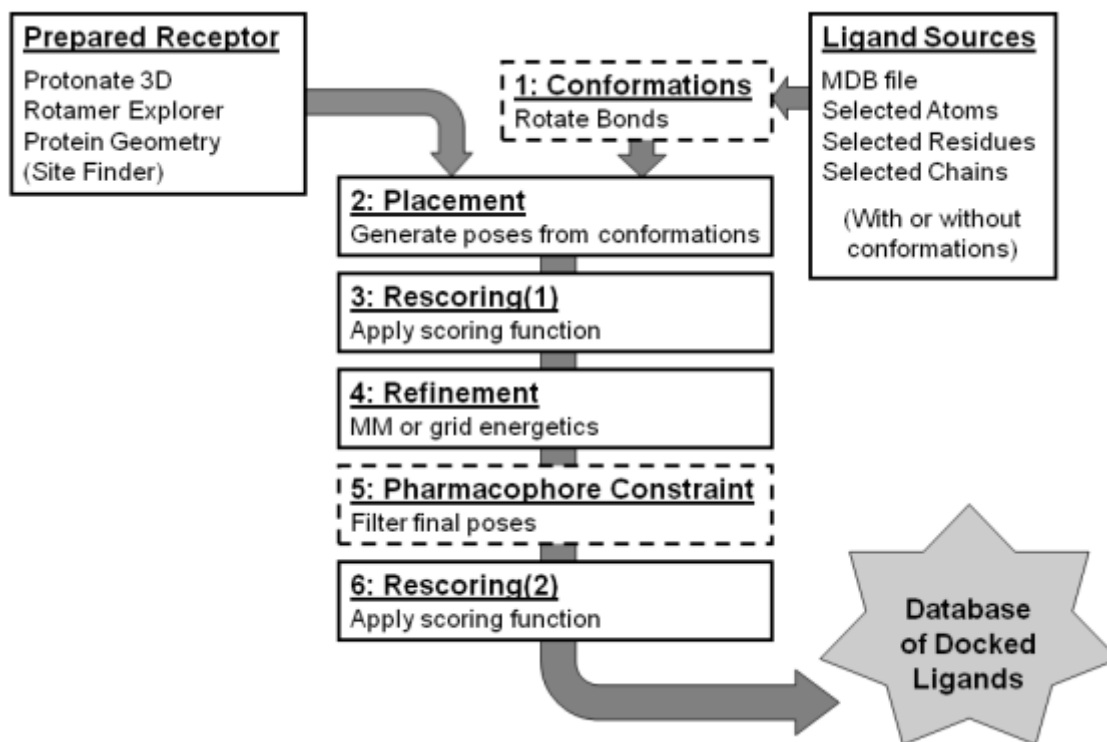 Prepared Receptor
Protonate 3D
Rotamer Explorer
Protein Geometry
(Site Finder)
1: Conformations
Rotate Bonds
Ligand Sources
MDB file
Selected Atoms
Selected Residues
Selected Chains
(With or without
conformations)
2: Placement
Generate poses from conformations
3: Rescoring(1)
Apply scoring function
4: Refinement
MM or grid energetics
5: Pharmacophore Constraint
Filter final poses
6: Rescoring(2)
Apply scoring function
Database
of Docked
Ligands